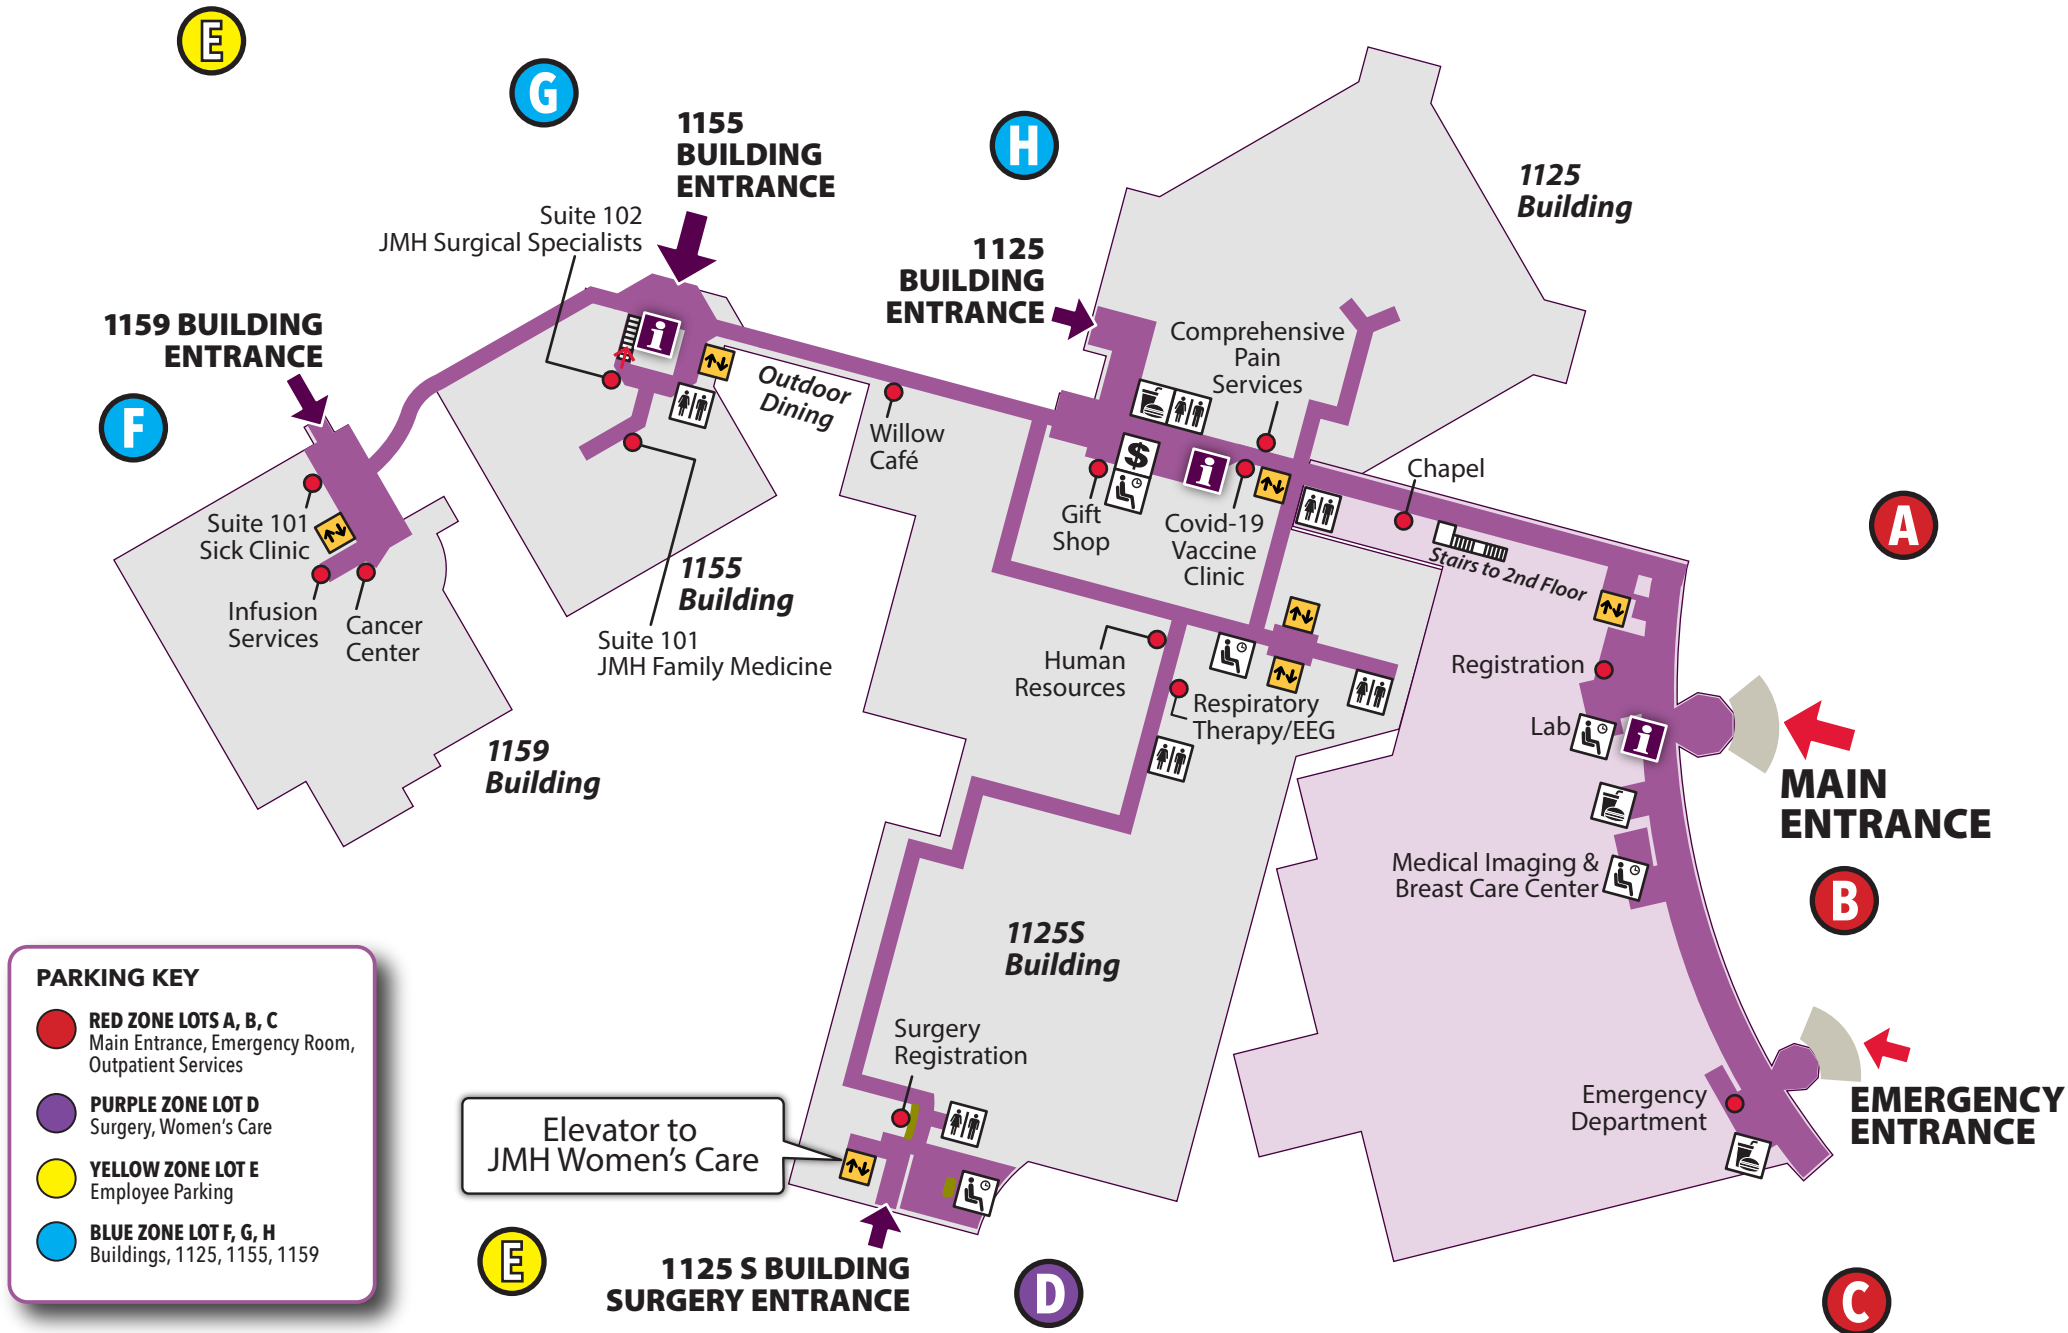 E
G
H
1155
BUILDING
ENTRANCE
1125
Building
Suite 102
JMH Surgical Specialists
1125
BUILDING
ENTRANCE
1159 BUILDING
ENTRANCE
i
Comprehensive
Pain
Services
Outdoor
Dining
F
Willow
Café
$
i
Chapel
Suite 101
Sick Clinic
Gift
Shop
Covid-19
Vaccine
Clinic
A
Stairs to 2nd Floor
1155
Building
Infusion
Services
Cancer
Center
Suite 101
JMH Family Medicine
Human
Resources
Respiratory
Therapy/EEG
Registration
Lab
i
1159
Building
MAIN
ENTRANCE
Medical Imaging &
Breast Care Center
B
1125S
Building
PARKING KEY
RED ZONE LOTS A, B, C
Main Entrance, Emergency Room,
Outpatient Services
PURPLE ZONE LOT D
Surgery, Women's Care
YELLOW ZONE LOT E
Employee Parking
BLUE ZONE LOT F, G, H
Buildings, 1125, 1155, 1159
Surgery
Registration
Elevator to
JMH Women's Care
Emergency
Department
EMERGENCY
ENTRANCE
E
1125 S BUILDING
SURGERY ENTRANCE
D
C